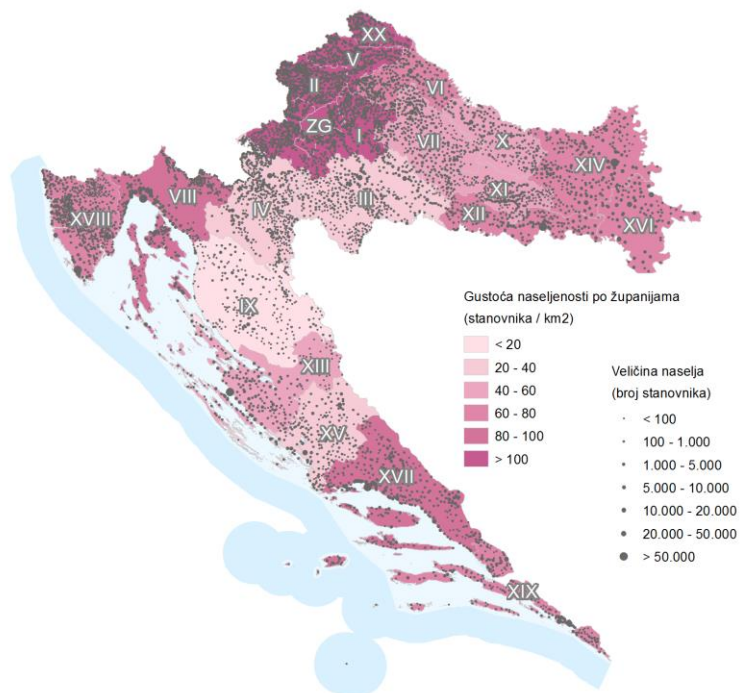 XX
V
II
VI
ZG
I
VII
X
XIV
XI
XVIII
VIII
IV
III
XII
XVI
IX
XIII
XV
XVII
XIX
Gustoća naseljenosti po županijama
(stanovnika / km2)
< 20
20 - 40
40 - 60
60 - 80
80 - 100
> 100
Veličina naselja
(broj stanovnika)
< 100
100 - 1.000
1.000 - 5.000
5.000 - 10.000
10.000 - 20.000
20.000 - 50.000
> 50.000